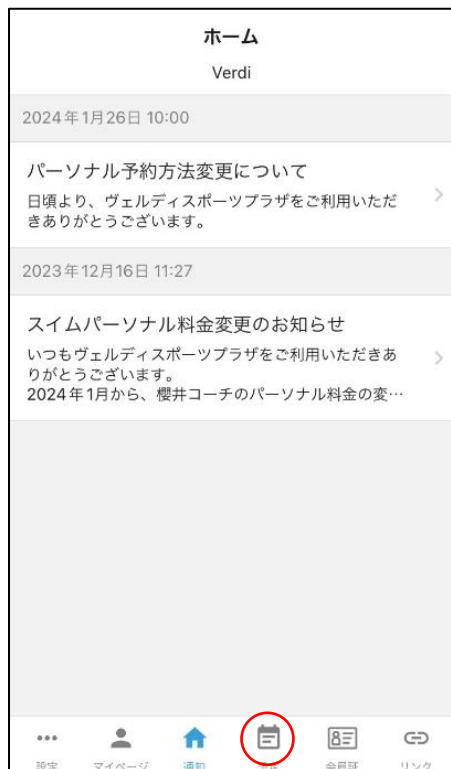 ホーム
Verdi
2024年1月26日 10:00
パーソナル予約方法変更について
日頃より、ヴェルディスポーツプラザをご利用いただ
きありがとうございます。
2023年12月16日 11:27
スイムパーソナル料金変更のお知らせ
いつもヴェルディスポーツプラザをご利用いただきあ
りがとうございます。
2024年1月から、櫻井コーチのパーソナル料金の変…
設定 マイページ 通知 会員証 リンク